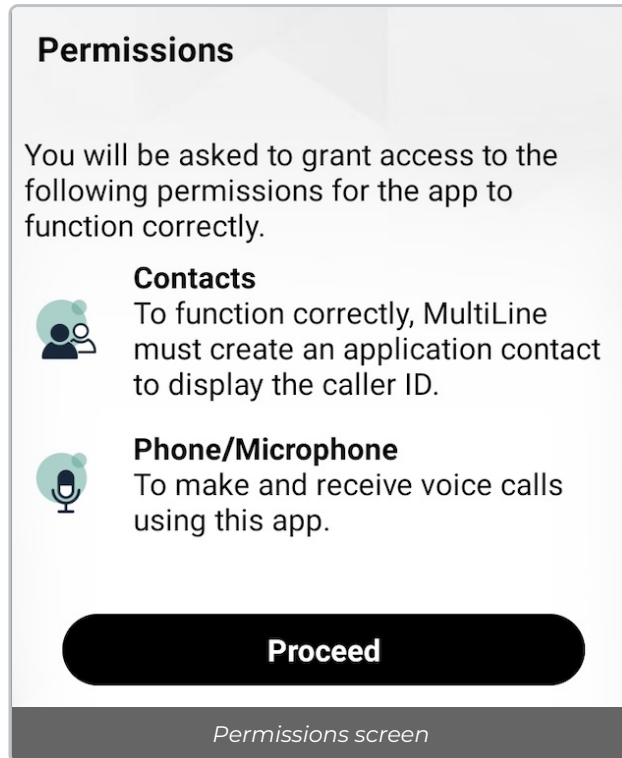 Permissions
You will be asked to grant access to the
following permissions for the app to
function correctly.
Contacts
To function correctly, MultiLine
must create an application contact
to display the caller ID.
Phone/Microphone
To make and receive voice calls
using this app.
Proceed
Permissions screen